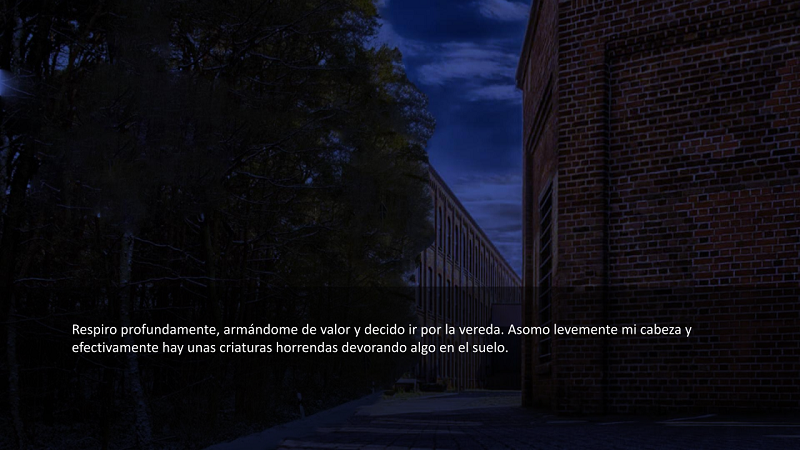 Respiro profundamente, armándome de valor y decido ir por la vereda. Asomo levemente mi cabeza y
efectivamente hay unas criaturas horrendas devorando algo en el suelo.